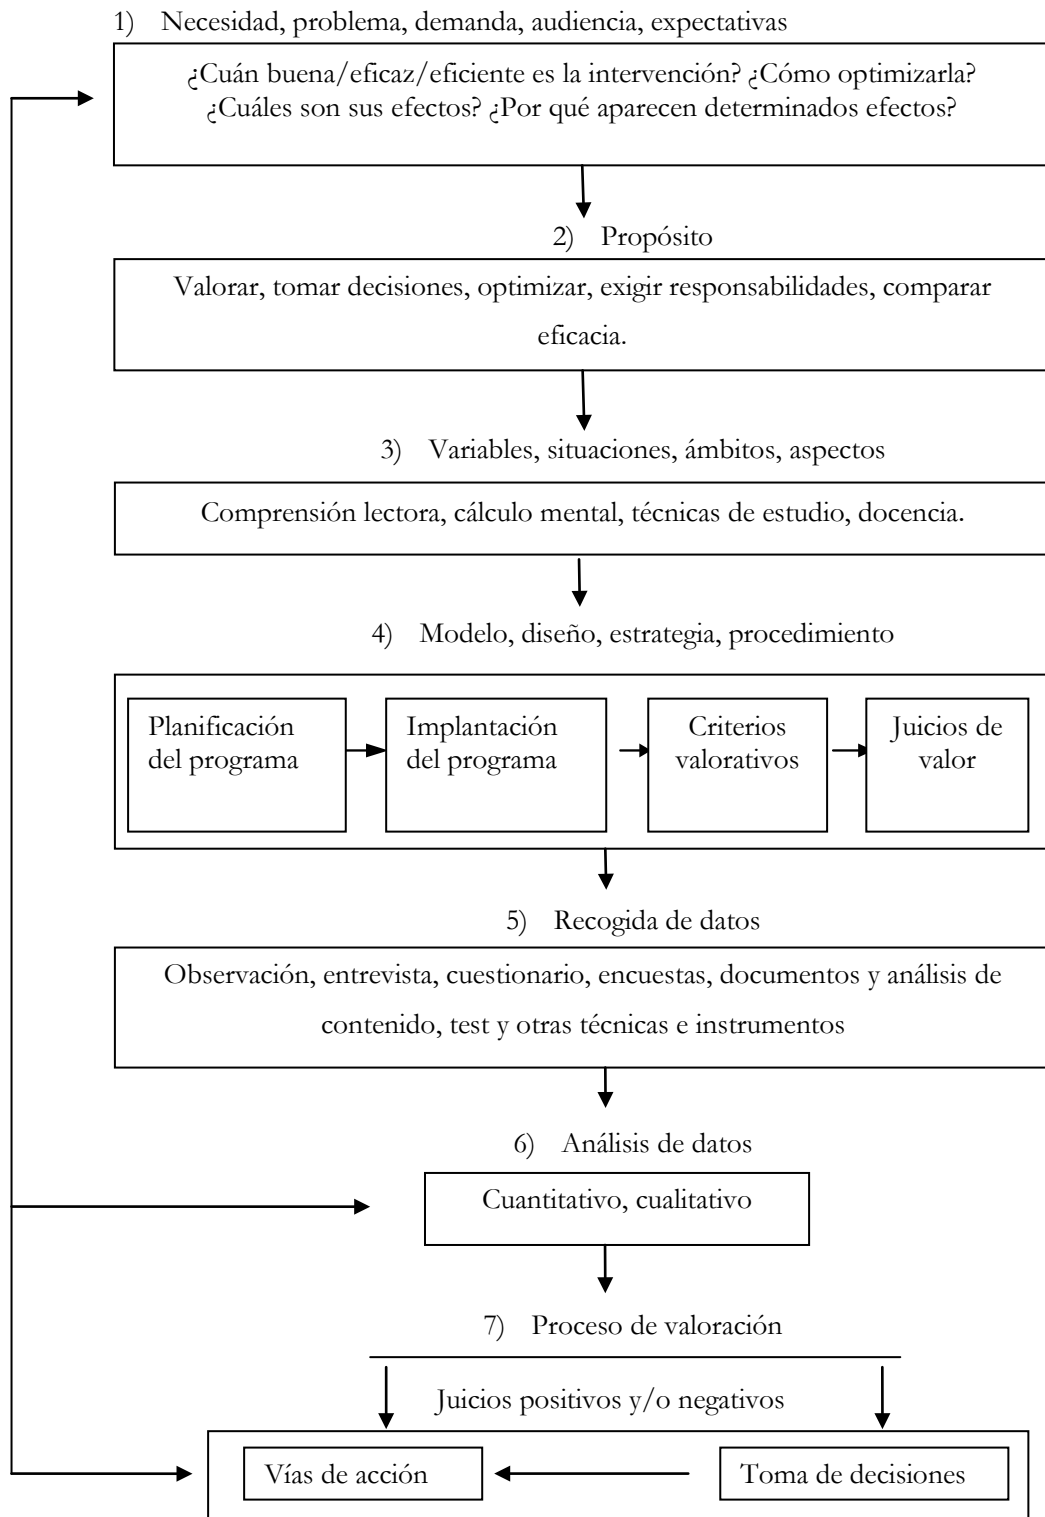 1) Necesidad, problema, demanda, audiencia, expectativas
¿Cuán buena/eficaz/eficiente es la intervención? ¿Cómo optimizarla?
¿Cuáles son sus efectos? ¿Por qué aparecen determinados efectos?
2) Propósito
Valorar, tomar decisiones, optimizar, exigir responsabilidades, comparar
eficacia.
3) Variables, situaciones, ámbitos, aspectos
Comprensión lectora, cálculo mental, técnicas de estudio, docencia.
4) Modelo, diseño, estrategia, procedimiento
Planificación
del programa
Implantación
del programa
Criterios
valorativos
Juicios de
valor
5) Recogida de datos
Observación, entrevista, cuestionario, encuestas, documentos y análisis de
contenido, test y otras técnicas e instrumentos
6) Análisis de datos
Cuantitativo, cualitativo
7) Proceso de valoración
Juicios positivos y/o negativos
Vías de acción
Toma de decisiones